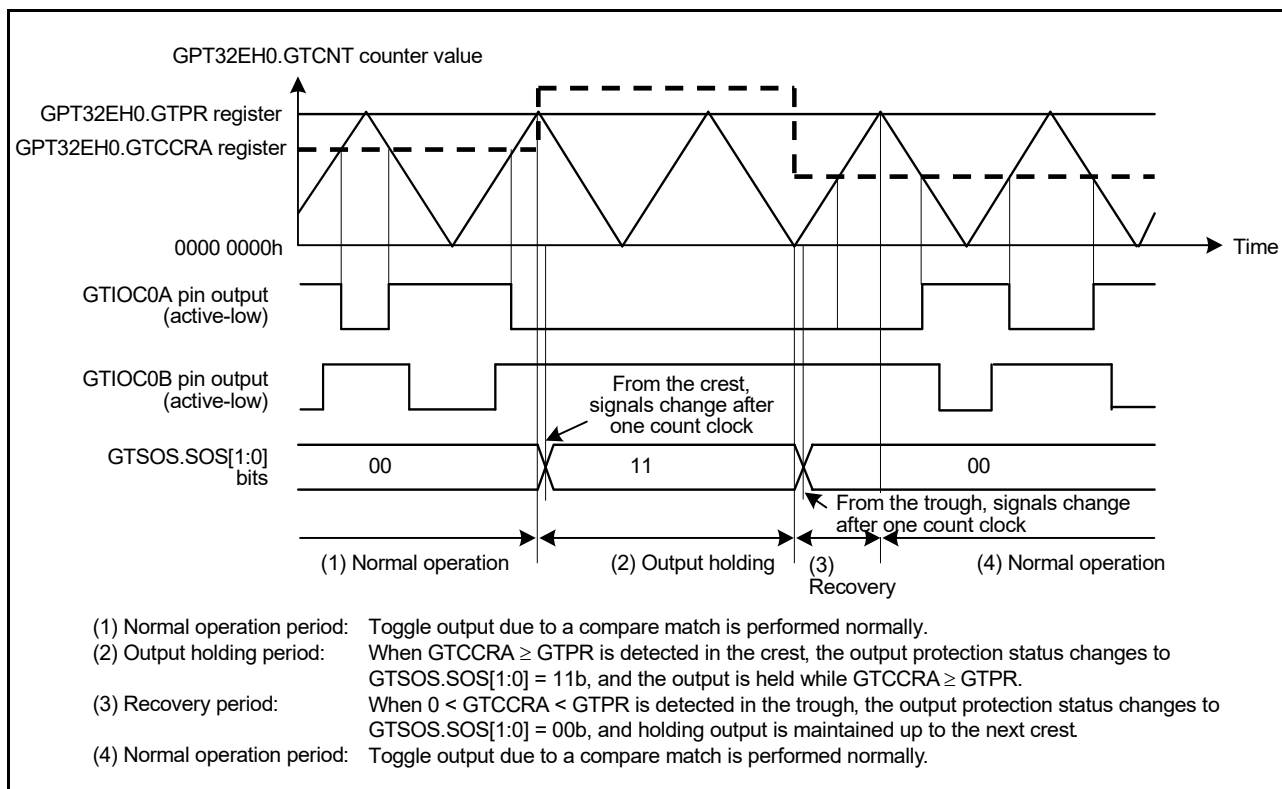 GPT32EH0.GTCNT counter value
GPT32EH0.GTPR register
GPT32EH0.GTCCRA register
0000 0000h
Time
GTIOC0A pin output
(active-low)
GTIOC0B pin output
(active-low)
From the crest,
signals change after
one count clock
GTSOS.SOS[1:0]
bits
00
11
00
From the trough, signals change
after one count clock
(1) Normal operation
(2) Output holding
(3)
Recovery
(4) Normal operation
(1) Normal operation period: Toggle output due to a compare match is performed normally.
(2) Output holding period: When GTCCRA ≥ GTPR is detected in the crest, the output protection status changes to
GTSOS.SOS[1:0] = 11b, and the output is held while GTCCRA ≥ GTPR.
(3) Recovery period: When 0 < GTCCRA < GTPR is detected in the trough, the output protection status changes to
GTSOS.SOS[1:0] = 00b, and holding output is maintained up to the next crest.
(4) Normal operation period: Toggle output due to a compare match is performed normally.